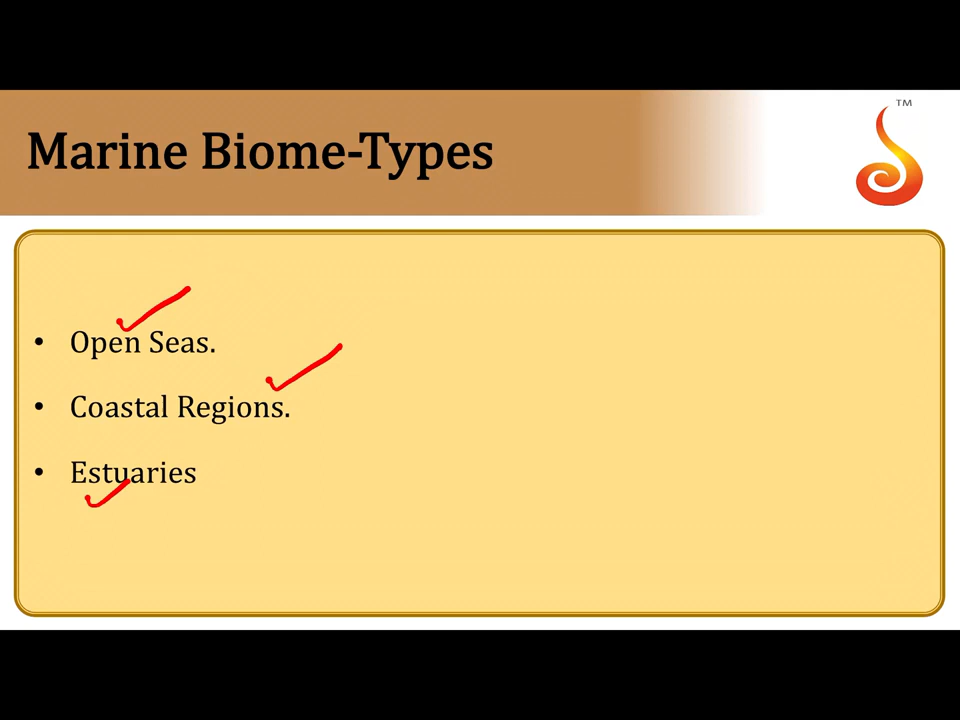 Marine Biome-Types
TM
• Open Seas.
• Coastal Regions.
• Estuaries